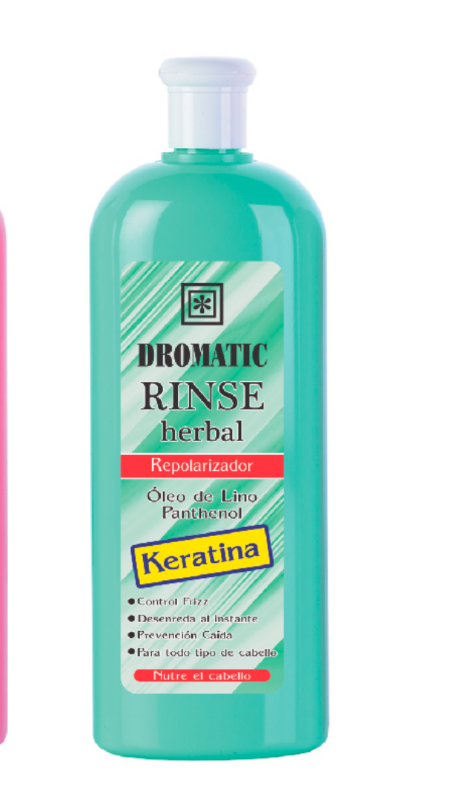 DROMATIC
RINSE
herbal
Repolarizador
Óleo de Lino
Panthenol
Keratina
●Control Frizz
●Desenreda al instante
●Prevención Caída
●Para todo tipo de cabello
Nutre el cabello